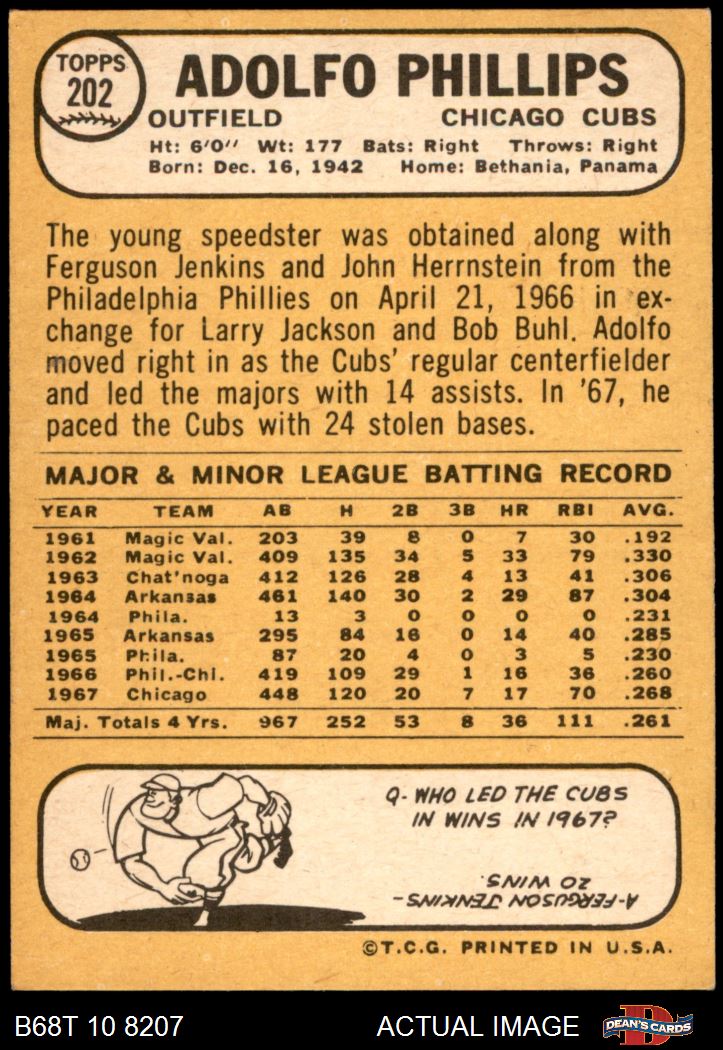 TOPPS
202
ADOLFO PHILLIPS
OUTFIELD CHICAGO CUBS
Ht: 6'0" Wt: 177 Bats: Right Throws: Right
Born: Dec. 16, 1942 Home: Bethania, Panama
The young speedster was obtained along with
Ferguson Jenkins and John Herrnstein from the
Philadelphia Phillies on April 21, 1966 in ex-
change for Larry Jackson and Bob Buhl. Adolfo
moved right in as the Cubs' regular centerfielder
and led the majors with 14 assists. In '67, he
paced the Cubs with 24 stolen bases.
MAJOR & MINOR LEAGUE BATTING RECORD
YEAR TEAM AB H 2B 3B HR RBI AVG.
1961 Magic Val. 203 39 8 0 7 30 .192
1962 Magic Val. 409 135 34 5 33 79 .330
1963 Chat'noga 412 126 28 4 13 41 .306
1964 Arkansas 461 140 30 2 29 87 .304
1964 Phila. 13 3 0 0 0 0 .231
1965 Arkansas 295 84 16 0 14 40 .285
1965 Phila. 87 20 4 0 3 5 .230
1966 Phil.-Chi. 419 109 29 1 16 36 .260
1967 Chicago 448 120 20 7 17 70 .268
Maj. Totals 4 Yrs. 967 252 53 8 36 111 .261
Q- WHO LED THE CUBS
IN WINS IN 1967?
A-FERGUSON JENKINS-
20 WINS.
©T.C.G. PRINTED IN U.S.A.
B68T 10 8207 ACTUAL IMAGE DEAN'S CARDS